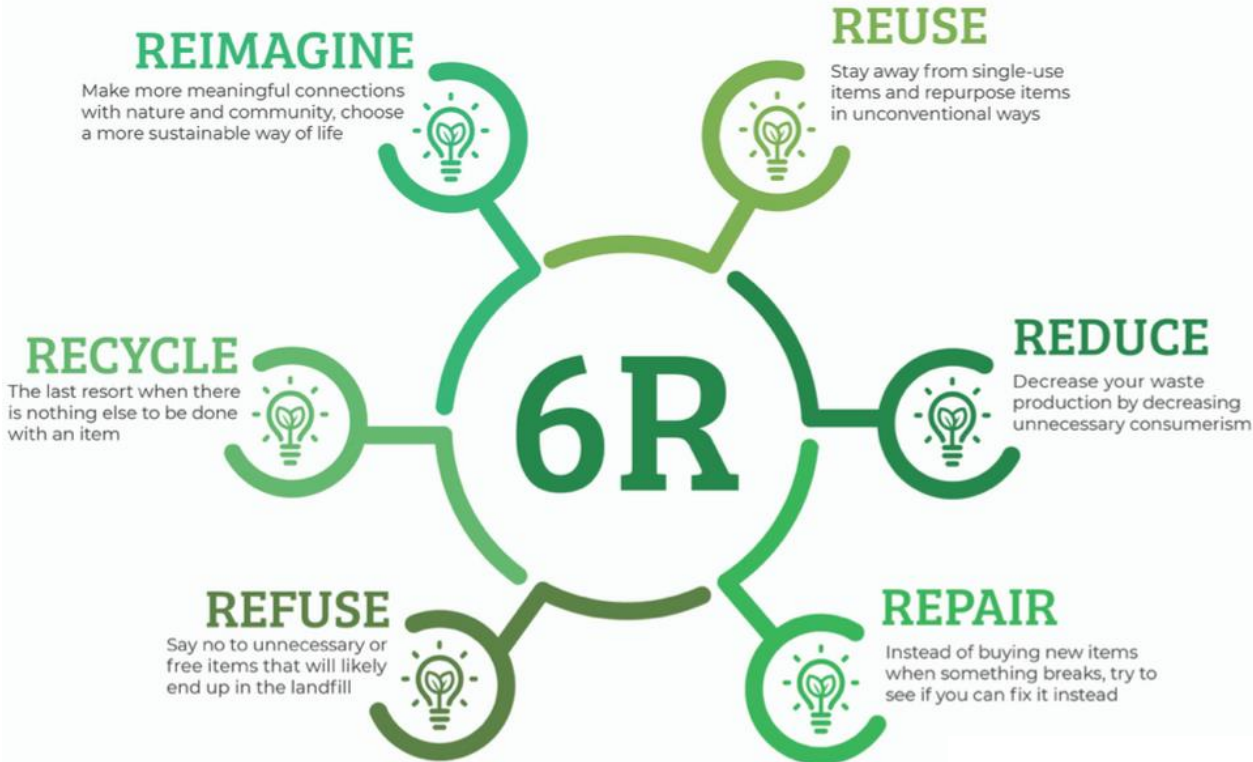 REIMAGINE
Make more meaningful connections
with nature and community, choose
a more sustainable way of life
REUSE
Stay away from single-use
items and repurpose items
in unconventional ways
RECYCLE
The last resort when there
is nothing else to be done
with an item
6R
REDUCE
Decrease your waste
production by decreasing
unnecessary consumerism
REFUSE
Say no to unnecessary or
free items that will likely
end up in the landfill
REPAIR
Instead of buying new items
when something breaks, try to
see if you can fix it instead